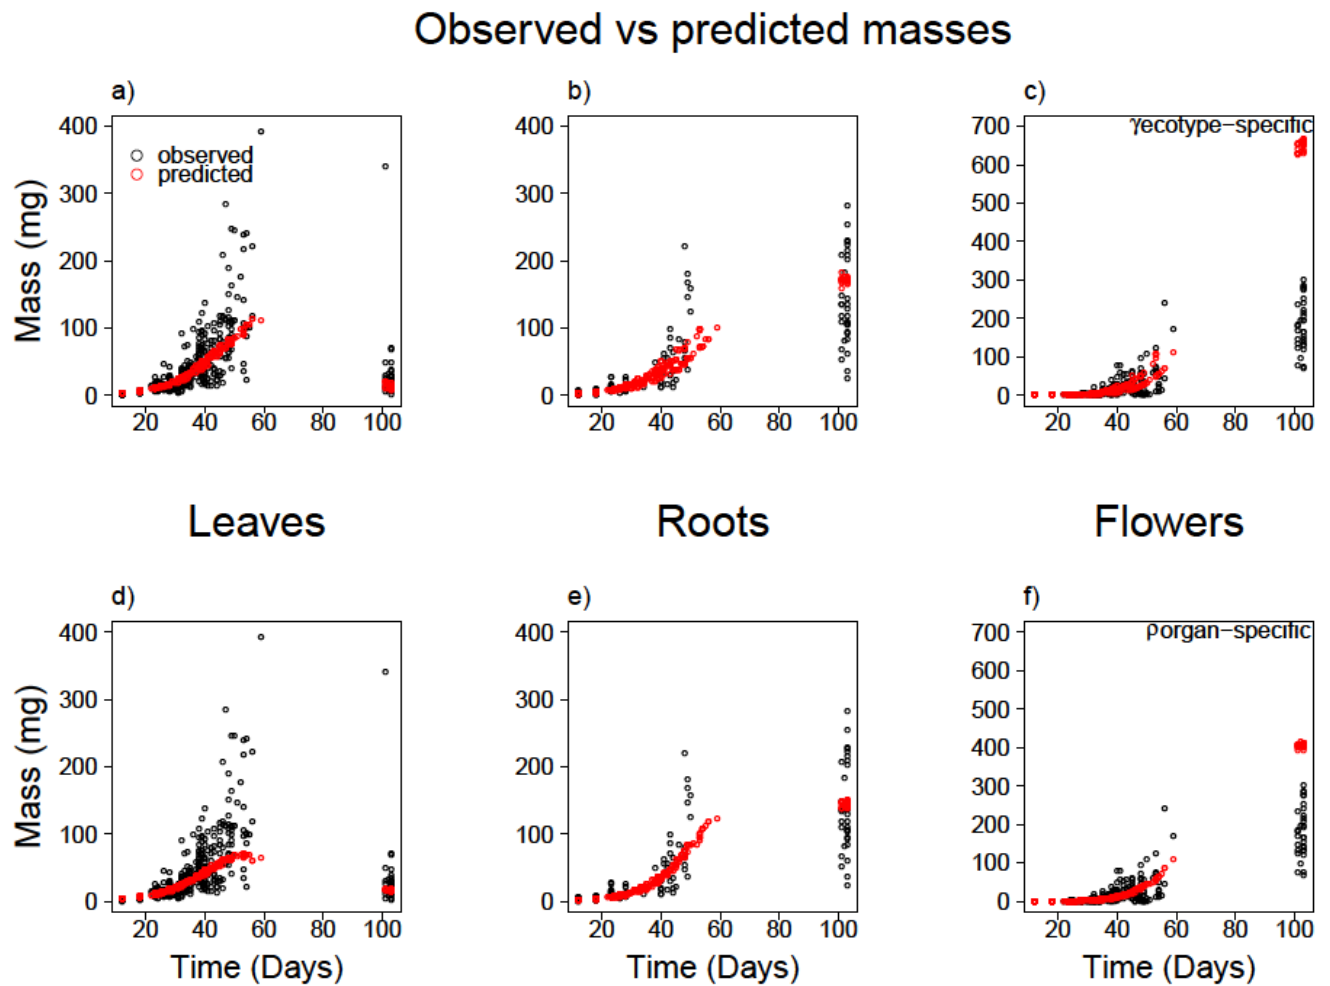 Observed vs predicted masses
a)
b)
c)
400
300
200
100
0
observed
predicted
20 40 60 80 100
400
300
200
100
0
20 40 60 80 100
γecotype−specific
700
600
500
400
300
200
100
0
20 40 60 80 100
Mass (mg)
Leaves
Roots
Flowers
d)
e)
f)
400
300
200
100
0
20 40 60 80 100
400
300
200
100
0
20 40 60 80 100
ρorgan−specific
700
600
500
400
300
200
100
0
20 40 60 80 100
Mass (mg)
Time (Days)
Time (Days)
Time (Days)